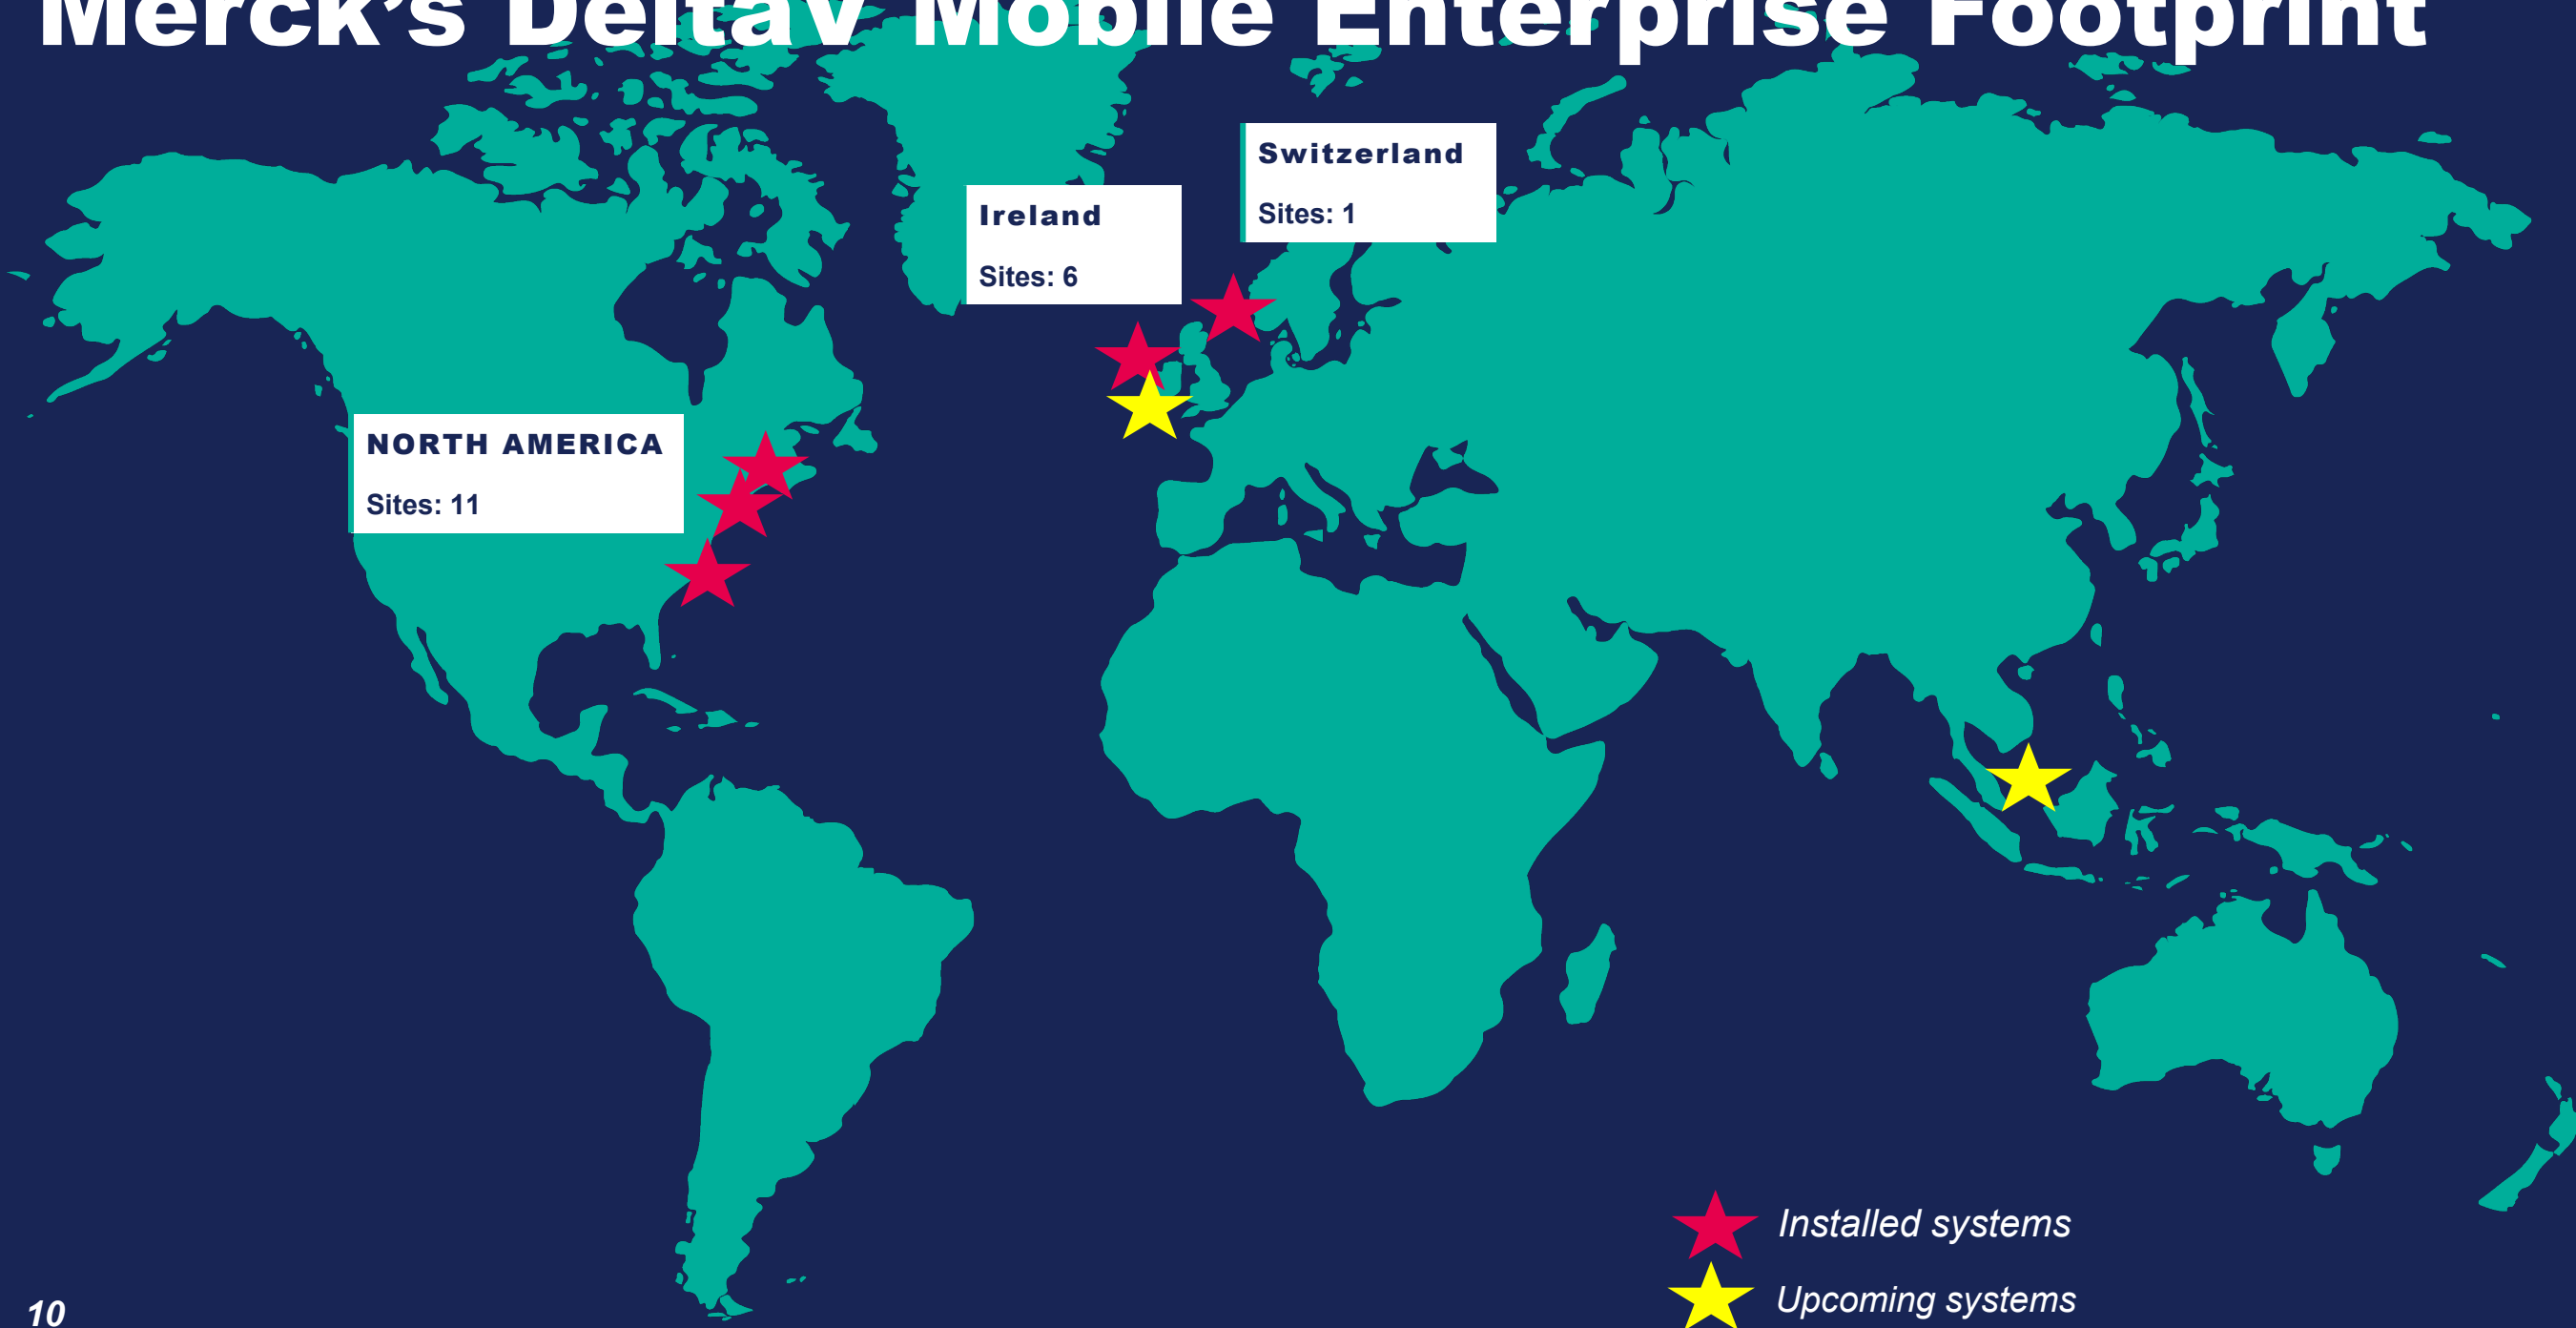 Merck's DeltaV Mobile Enterprise Footprint
Switzerland
Sites: 1
Ireland
Sites: 6
NORTH AMERICA
Sites: 11
Installed systems
Upcoming systems
10